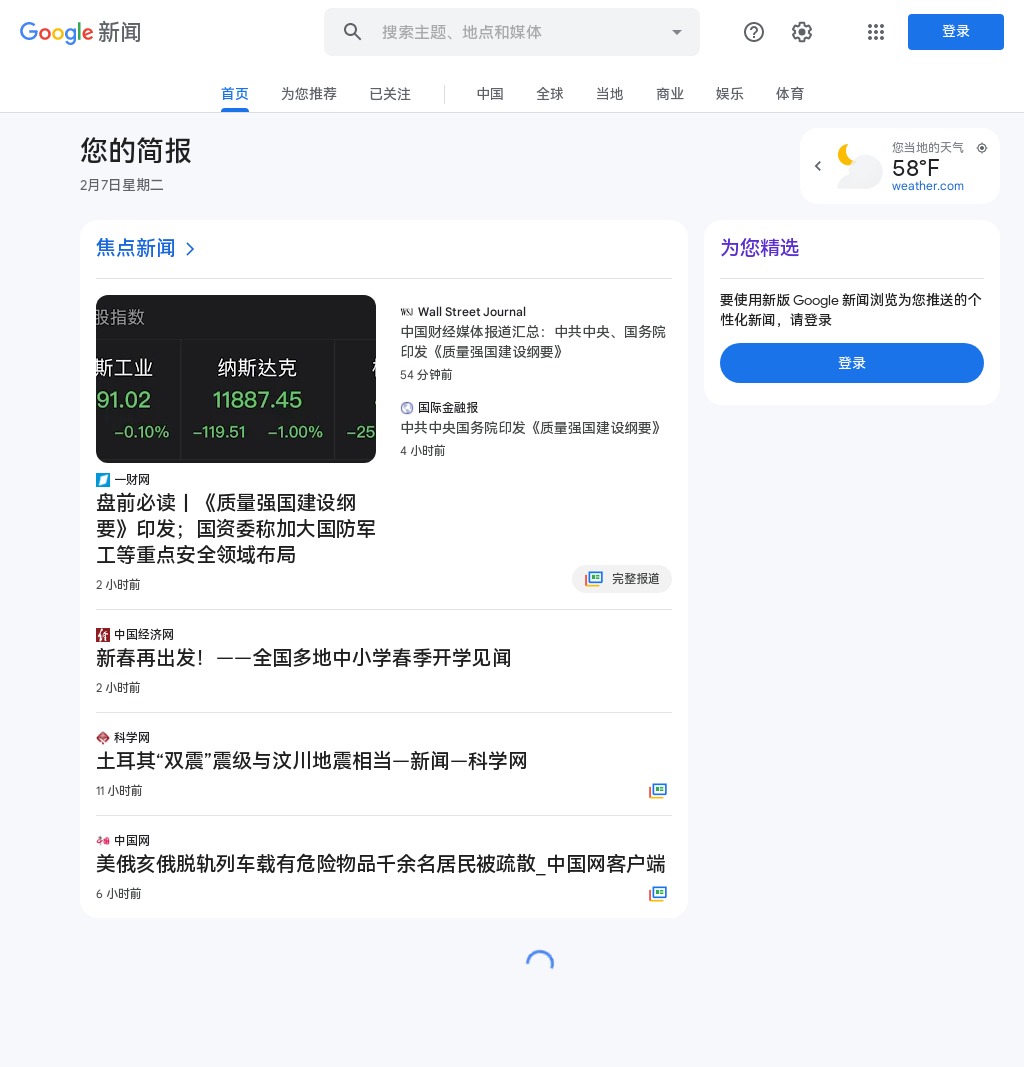 Google 新闻
搜索主题、地点和媒体
登录
首页 为您推荐 已关注 中国 全球 当地 商业 娱乐 体育
您的简报
2月7日星期二
您当地的天气
58°F
weather.com
焦点新闻
股指数
斯工业 纳斯达克
91.02 11887.45
−0.10% −119.51 −1.00% −25
一财网
盘前必读丨《质量强国建设纲
要》印发；国资委称加大国防军
工等重点安全领域布局
2 小时前
WSJ Wall Street Journal
中国财经媒体报道汇总：中共中央、国务院
印发《质量强国建设纲要》
54 分钟前
国际金融报
中共中央国务院印发《质量强国建设纲要》
4 小时前
完整报道
中国经济网
新春再出发！——全国多地中小学春季开学见闻
2 小时前
科学网
土耳其“双震”震级与汶川地震相当—新闻—科学网
11 小时前
中国网
美俄亥俄脱轨列车载有危险物品千余名居民被疏散_中国网客户端
6 小时前
为您精选
要使用新版 Google 新闻浏览为您推送的个
性化新闻，请登录
登录